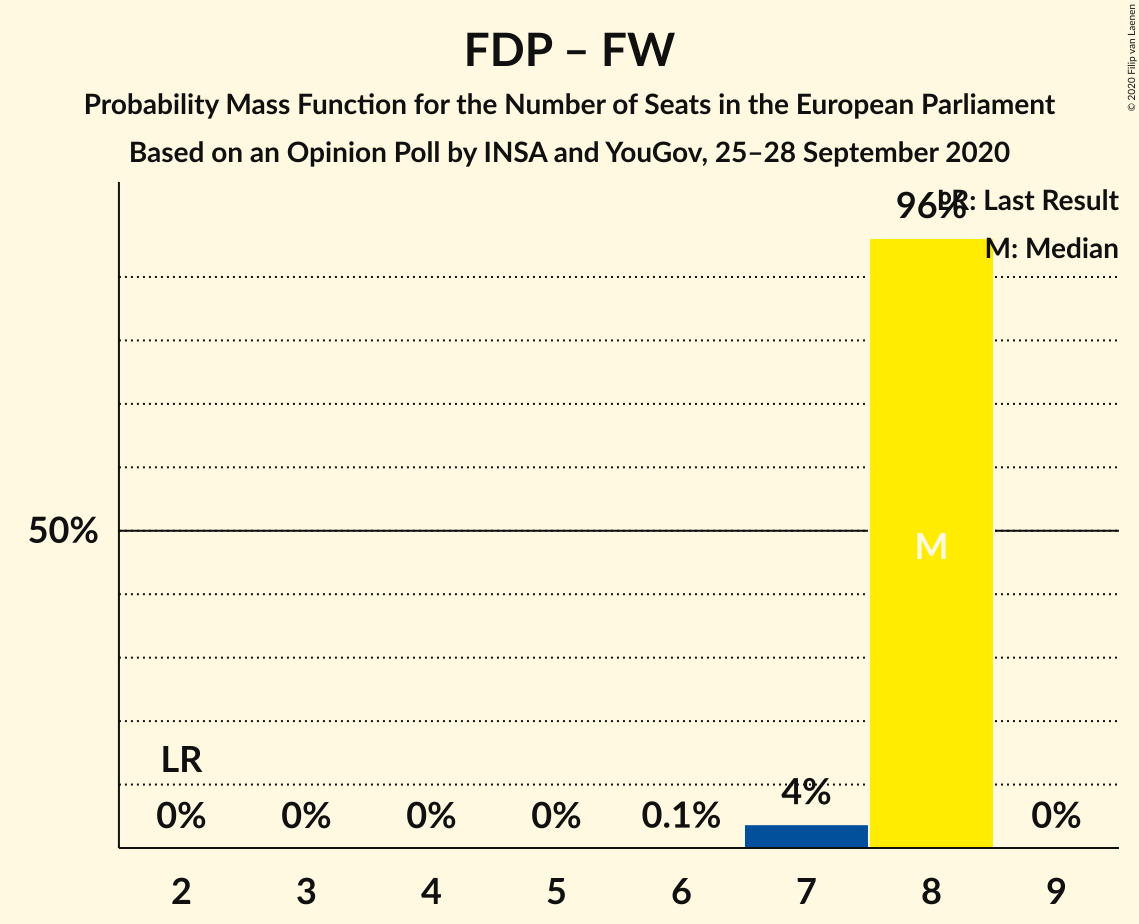 FDP – FW
Probability Mass Function for the Number of Seats in the European Parliament
Based on an Opinion Poll by INSA and YouGov, 25–28 September 2020
© 2020 Filip van Laenen
LR: Last Result
M: Median
96%
50%
M
LR
0%
0%
0%
0%
0.1%
4%
0%
2
3
4
5
6
7
8
9